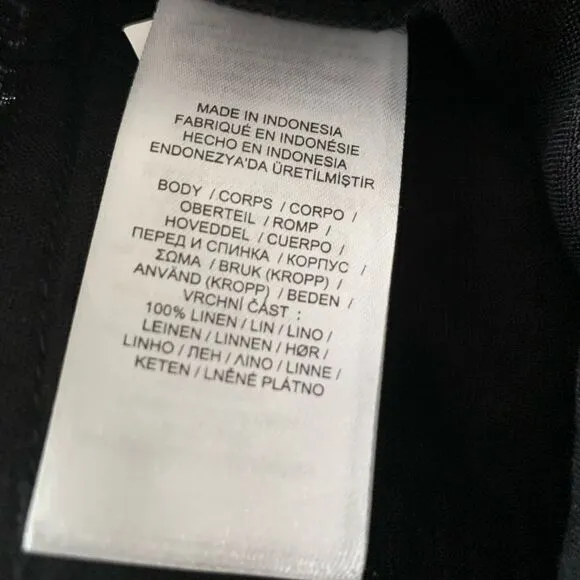 MADE IN INDONESIA
FABRIQUÉ EN INDONÉSIE
HECHO EN INDONESIA
ENDONEZYA'DA ÜRETİLMİŞTİR
BODY / CORPS / CORPO /
OBERTEIL / ROMP /
HOVEDDEL / CUERPO /
ПЕРЕД И СПИНКА / КОРПУС /
ΣΩΜΑ / BRUK (KROPP) /
ANVÄND (KROPP) / BEDEN /
VRCHNÍ ČÁST :
100% LINEN / LIN / LINO /
LEINEN / LINNEN / HØR /
LINHO / ЛЕН / ΛΙΝΟ / LINNE /
KETEN / LNĚNÉ PLÁTNO